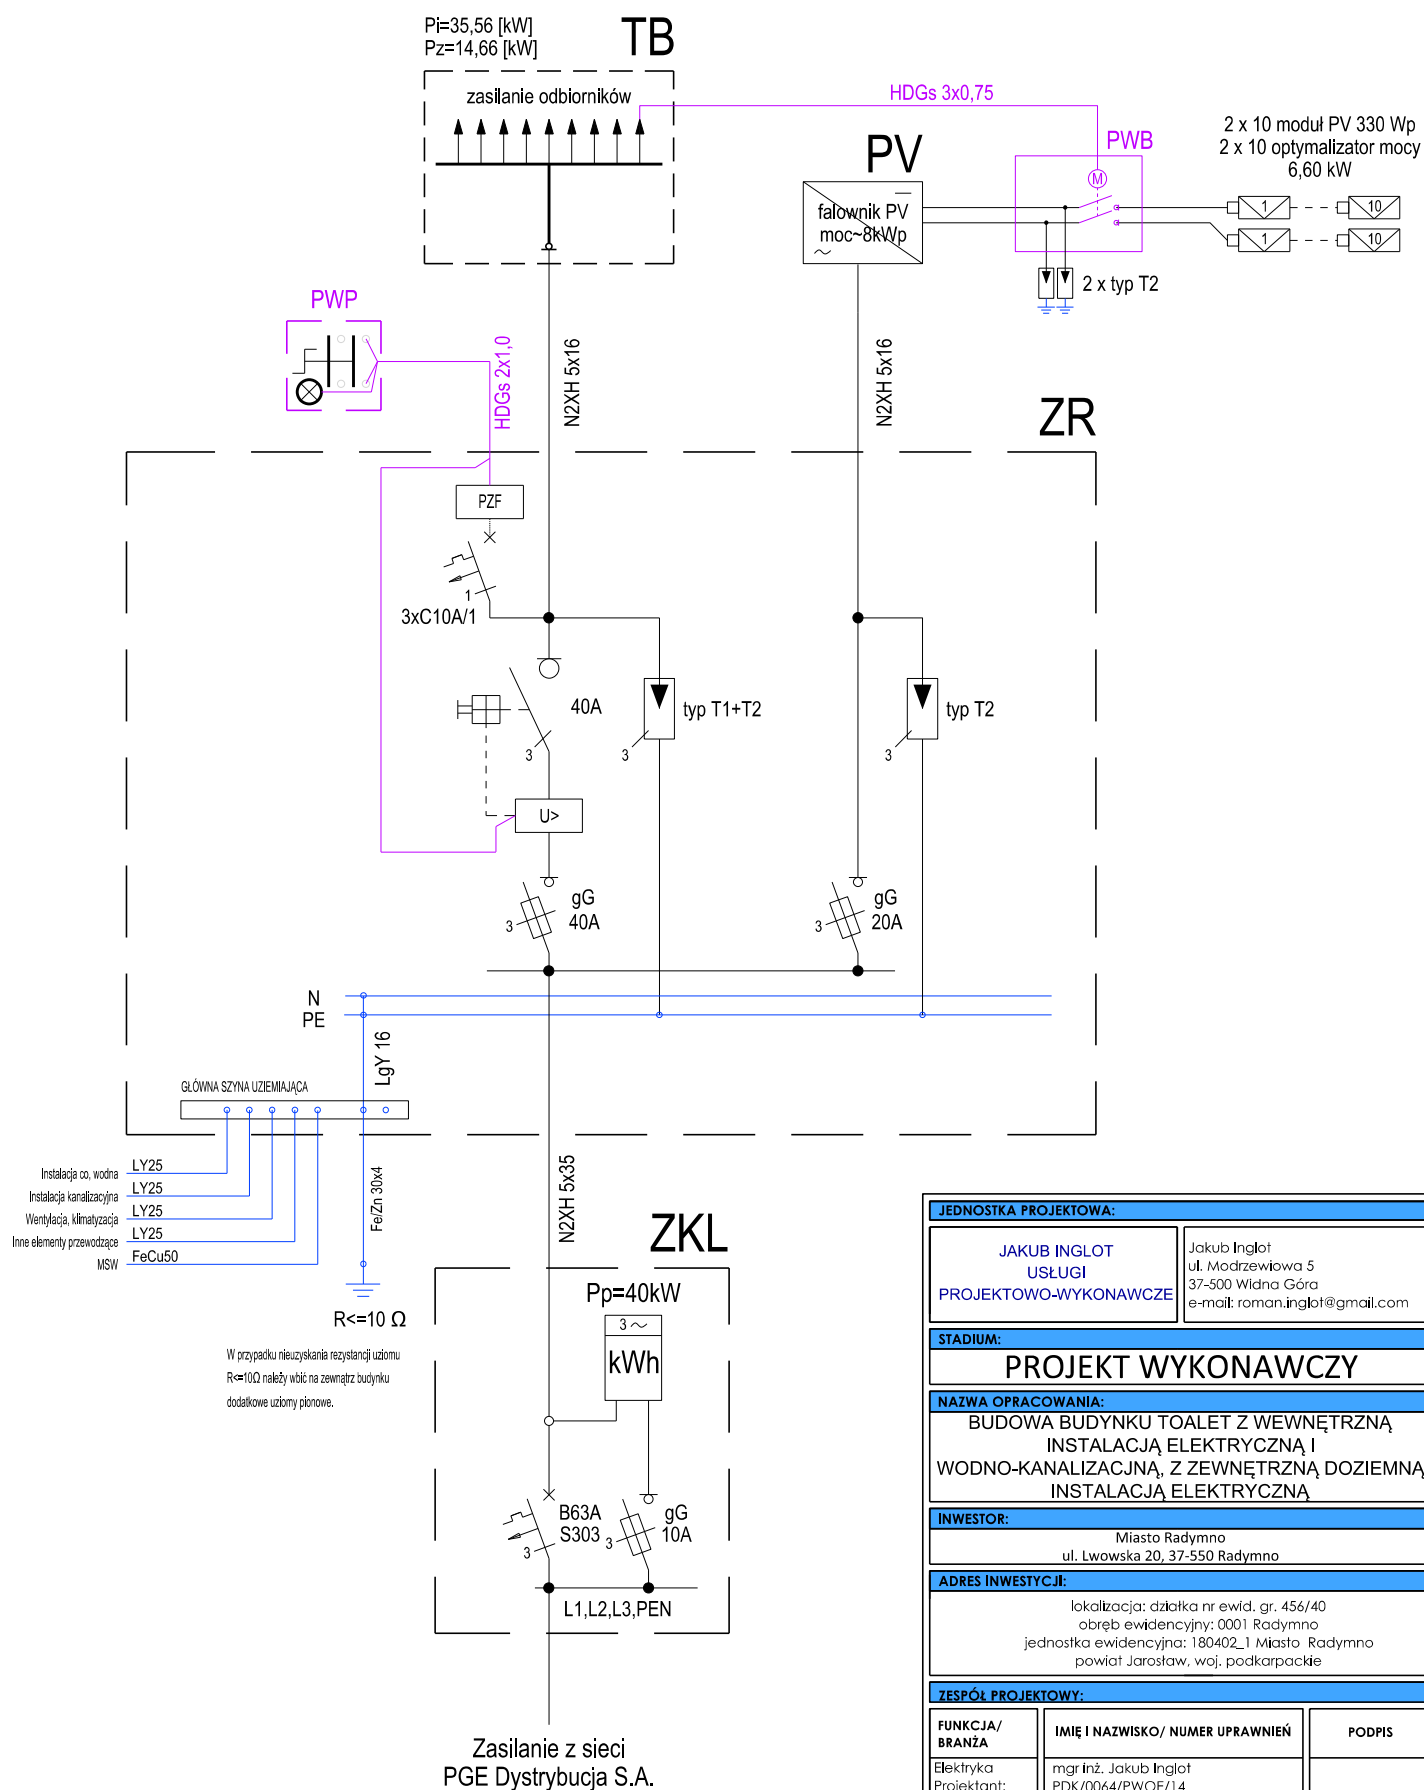 Pi=35,56 [kW]
Pz=14,66 [kW]
TB
zasilanie odbiorników
HDGs 3x0,75
PV
falownik PV
moc~8kWp
PWB
M
2 x 10 moduł PV 330 Wp
2 x 10 optymalizator mocy
6,60 kW
1
10
1
10
2 x typ T2
PWP
HDGs 2x1,0
N2XH 5x16
N2XH 5x16
ZR
PZF
1
3xC10A/1
40A
3
typ T1+T2
3
typ T2
3
U>
gG
40A
3
gG
20A
3
N
PE
LgY 16
GŁÓWNA SZYNA UZIEMIAJĄCA
Instalacja co, wodna
LY25
Instalacja kanalizacyjna
LY25
Wentylacja, klimatyzacja
LY25
Inne elementy przewodzące
LY25
MSW
FeCu50
Fe/Zn 30x4
R<=10 Ω
W przypadku nieuzyskania rezystancji uziomu
R<=10Ω należy wbić na zewnątrz budynku
dodatkowe uziomy pionowe.
N2XH 5x35
ZKL
Pp=40kW
3 ~
kWh
B63A
S303
3
gG
10A
3
L1,L2,L3,PEN
Zasilanie z sieci
PGE Dystrybucja S.A.
JEDNOSTKA PROJEKTOWA:
JAKUB INGLOT
USŁUGI
PROJEKTOWO-WYKONAWCZE
Jakub Inglot
ul. Modrzewiowa 5
37-500 Widna Góra
e-mail: roman.inglot@gmail.com
STADIUM:
PROJEKT WYKONAWCZY
NAZWA OPRACOWANIA:
BUDOWA BUDYNKU TOALET Z WEWNĘTRZNĄ
INSTALACJĄ ELEKTRYCZNĄ I
WODNO-KANALIZACJNĄ, Z ZEWNĘTRZNĄ DOZIEMNĄ
INSTALACJĄ ELEKTRYCZNĄ
INWESTOR:
Miasto Radymno
ul. Lwowska 20, 37-550 Radymno
ADRES INWESTYCJI:
lokalizacja: działka nr ewid. gr. 456/40
obręb ewidencyjny: 0001 Radymno
jednostka ewidencyjna: 180402_1 Miasto Radymno
powiat Jarosław, woj. podkarpackie
ZESPÓŁ PROJEKTOWY:
FUNKCJA/
BRANŻA
IMIĘ I NAZWISKO/ NUMER UPRAWNIEŃ
PODPIS
Elektryka
Projektant:
mgr inż. Jakub Inglot
PDK/0064/PWOE/14